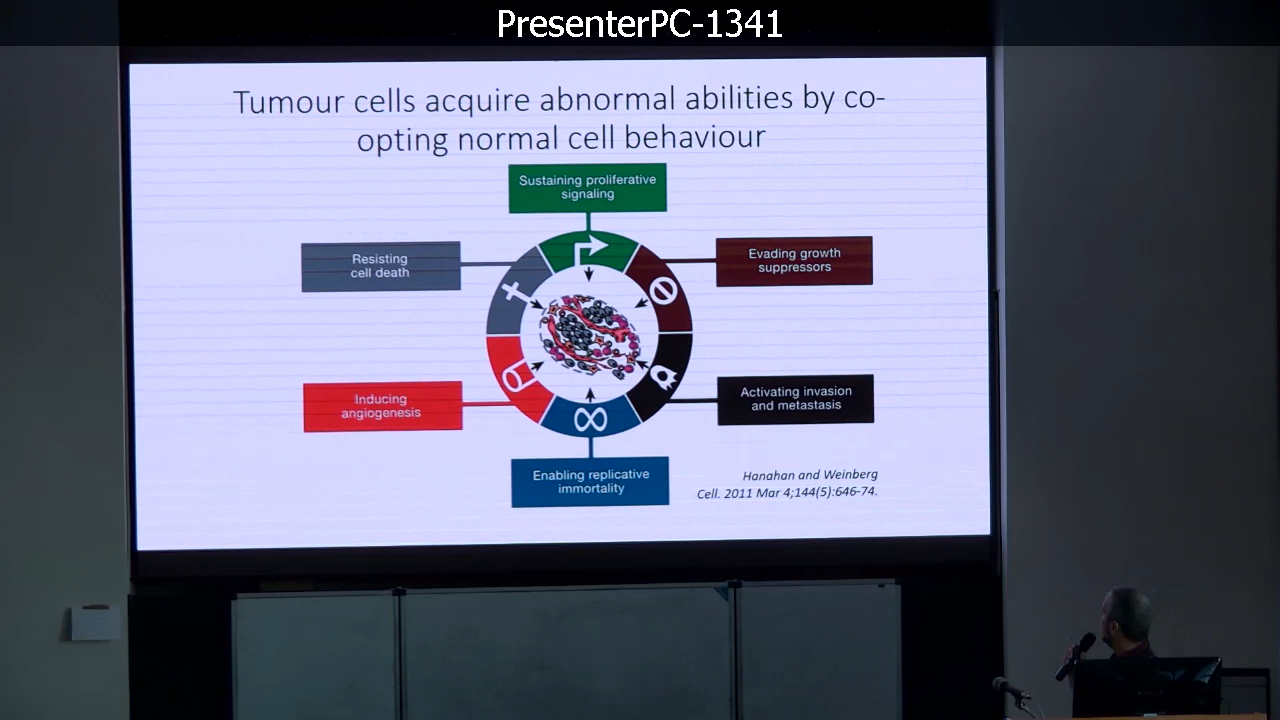 PresenterPC-1341
Tumour cells acquire abnormal abilities by co-
opting normal cell behaviour
Sustaining proliferative
signaling
Resisting
cell death
Evading growth
suppressors
Inducing
angiogenesis
Activating invasion
and metastasis
Enabling replicative
immortality
Hanahan and Weinberg
Cell. 2011 Mar 4;144(5):646-74.